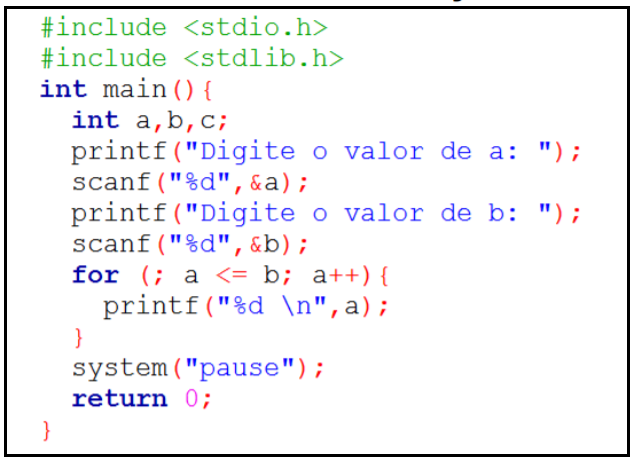 #include <stdio.h>
#include <stdlib.h>
int main(){
  int a,b,c;
  printf("Digite o valor de a: ");
  scanf("%d",&a);
  printf("Digite o valor de b: ");
  scanf("%d",&b);
  for (; a <= b; a++){
    printf("%d \n",a);
  }
  system("pause");
  return 0;
}